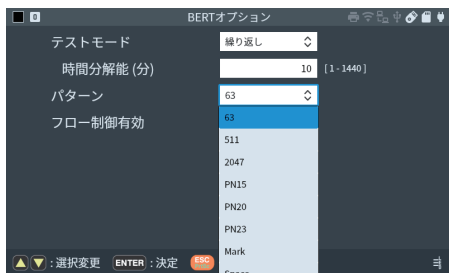 BERTオプション
テストモード 繰り返し
時間分解能 (分) 10 [1-1440]
パターン 63
フロー制御有効 63
511
2047
PN15
PN20
PN23
Mark
▲▼:選択変更 ENTER:決定 ESC